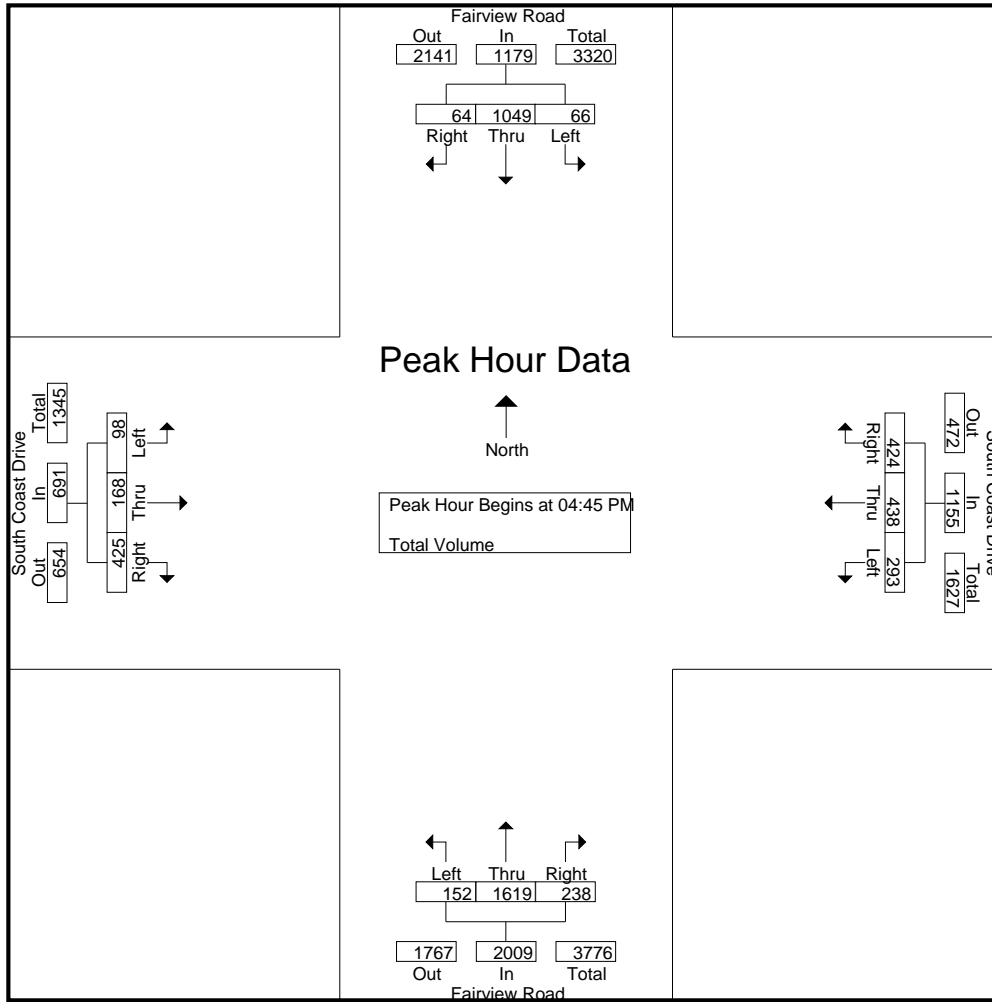 Fairview Road
Out In Total
2141 1179 3320
64 1049 66
Right Thru Left
Peak Hour Data
North
Peak Hour Begins at 04:45 PM
Total Volume
South Coast Drive
Out In Total
654 691 1345
425 168 98
Right Thru Left
South Coast Drive
Out In Total
472 1155 1627
424 438 293
Right Thru Left
Left Thru Right
152 1619 238
1767 2009 3776
Out In Total
Fairview Road